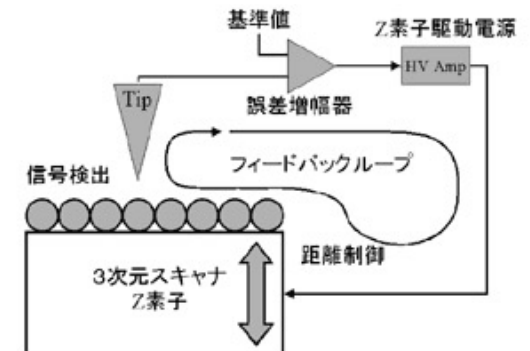 基準値
Z素子駆動電源
HV Amp
Tip
誤差増幅器
フィードバックループ
信号検出
距離制御
3次元スキャナ
Z素子